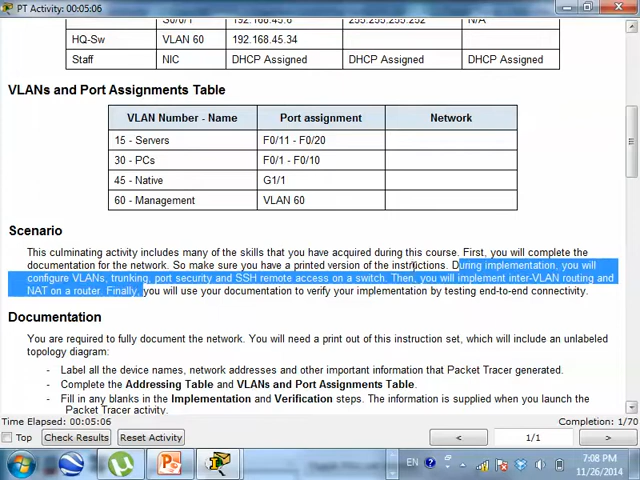 PT Activity: 00:05:06
S0/0/1 192.168.45.6 255.255.255.252 N/A
HQ-Sw VLAN 60 192.168.45.34
Staff NIC DHCP Assigned DHCP Assigned DHCP Assigned
VLANs and Port Assignments Table
VLAN Number - Name Port assignment Network
15 - Servers F0/11 - F0/20
30 - PCs F0/1 - F0/10
45 - Native G1/1
60 - Management VLAN 60
Scenario
This culminating activity includes many of the skills that you have acquired during this course. First, you will complete the
documentation for the network. So make sure you have a printed version of the instructions. During implementation, you will
configure VLANs, trunking, port security and SSH remote access on a switch. Then, you will implement inter-VLAN routing and
NAT on a router. Finally, you will use your documentation to verify your implementation by testing end-to-end connectivity.
Documentation
You are required to fully document the network. You will need a print out of this instruction set, which will include an unlabeled
topology diagram:
- Label all the device names, network addresses and other important information that Packet Tracer generated.
- Complete the Addressing Table and VLANs and Port Assignments Table.
- Fill in any blanks in the Implementation and Verification steps. The information is supplied when you launch the
Packet Tracer activity.
Time Elapsed: 00:05:06 Completion: 1/70
Top Check Results Reset Activity < 1/1 >
EN 7:08 PM
11/26/2014